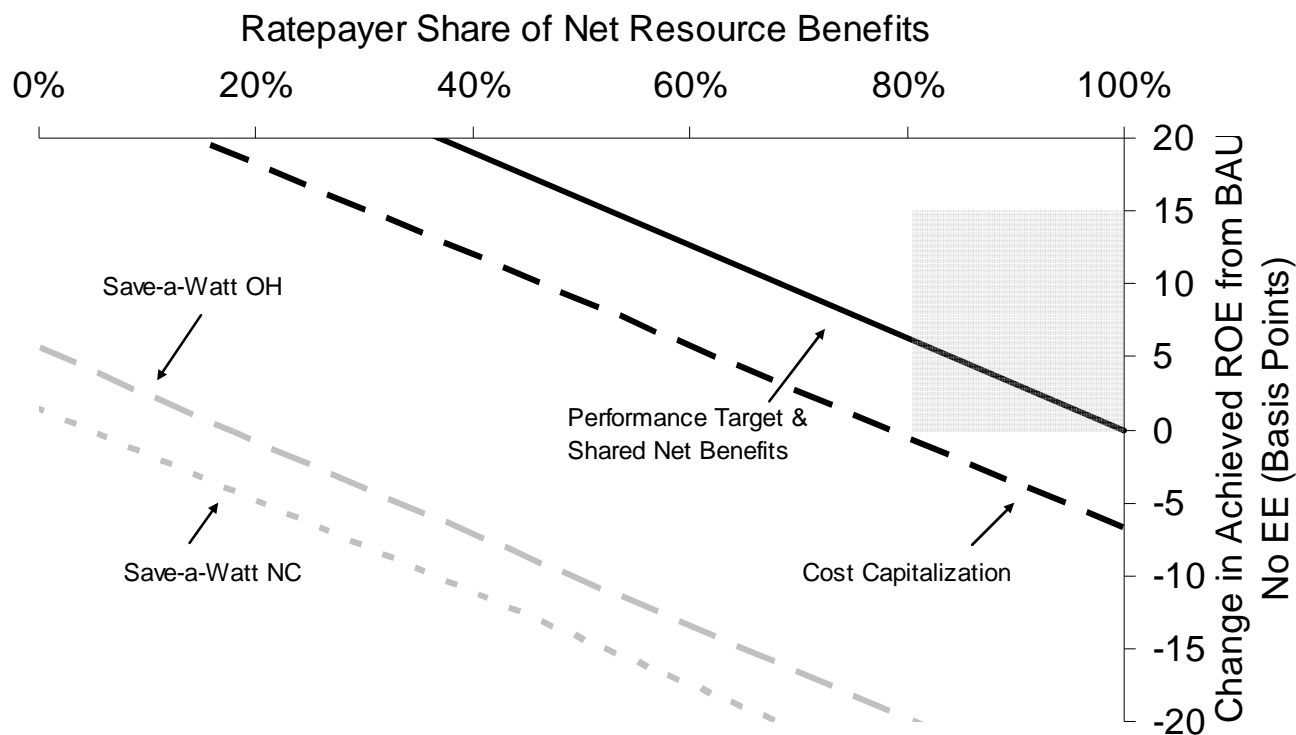 Ratepayer Share of Net Resource Benefits
0% 20% 40% 60% 80% 100%
20
15
10
5
0
-5
-10
-15
-20
Change in Achieved ROE from BAU
No EE (Basis Points)
Save-a-Watt OH
Performance Target &
Shared Net Benefits
Save-a-Watt NC
Cost Capitalization